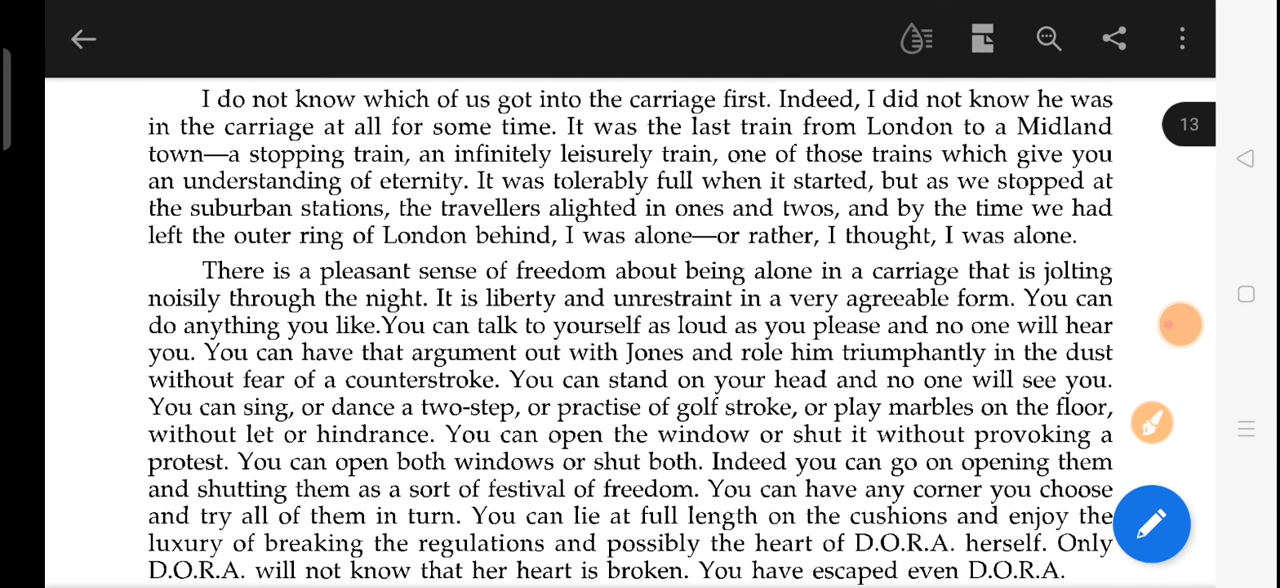 I do not know which of us got into the carriage first. Indeed, I did not know he was
in the carriage at all for some time. It was the last train from London to a Midland
town—a stopping train, an infinitely leisurely train, one of those trains which give you
an understanding of eternity. It was tolerably full when it started, but as we stopped at
the suburban stations, the travellers alighted in ones and twos, and by the time we had
left the outer ring of London behind, I was alone—or rather, I thought, I was alone.
There is a pleasant sense of freedom about being alone in a carriage that is jolting
noisily through the night. It is liberty and unrestraint in a very agreeable form. You can
do anything you like.You can talk to yourself as loud as you please and no one will hear
you. You can have that argument out with Jones and role him triumphantly in the dust
without fear of a counterstroke. You can stand on your head and no one will see you.
You can sing, or dance a two-step, or practise of golf stroke, or play marbles on the floor,
without let or hindrance. You can open the window or shut it without provoking a
protest. You can open both windows or shut both. Indeed you can go on opening them
and shutting them as a sort of festival of freedom. You can have any corner you choose
and try all of them in turn. You can lie at full length on the cushions and enjoy the
luxury of breaking the regulations and possibly the heart of D.O.R.A. herself. Only
D.O.R.A. will not know that her heart is broken. You have escaped even D.O.R.A.
13